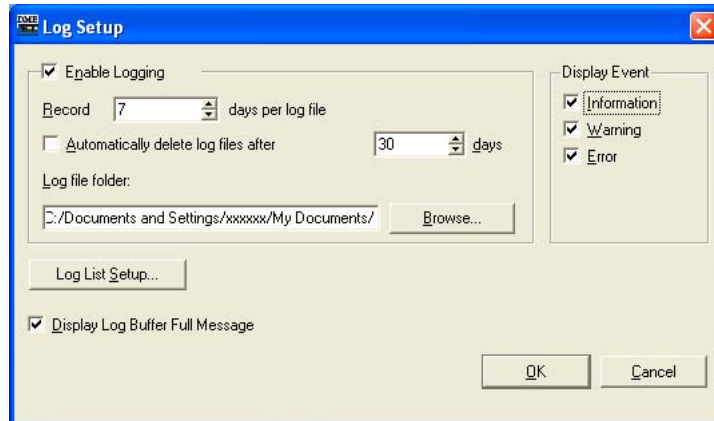 DME
Log Setup
Enable Logging
Record 7 days per log file
Automatically delete log files after 30 days
Log file folder:
C:/Documents and Settings/xxxxxx/My Documents/ Browse...
Display Event
Information
Warning
Error
Log List Setup...
Display Log Buffer Full Message
OK Cancel